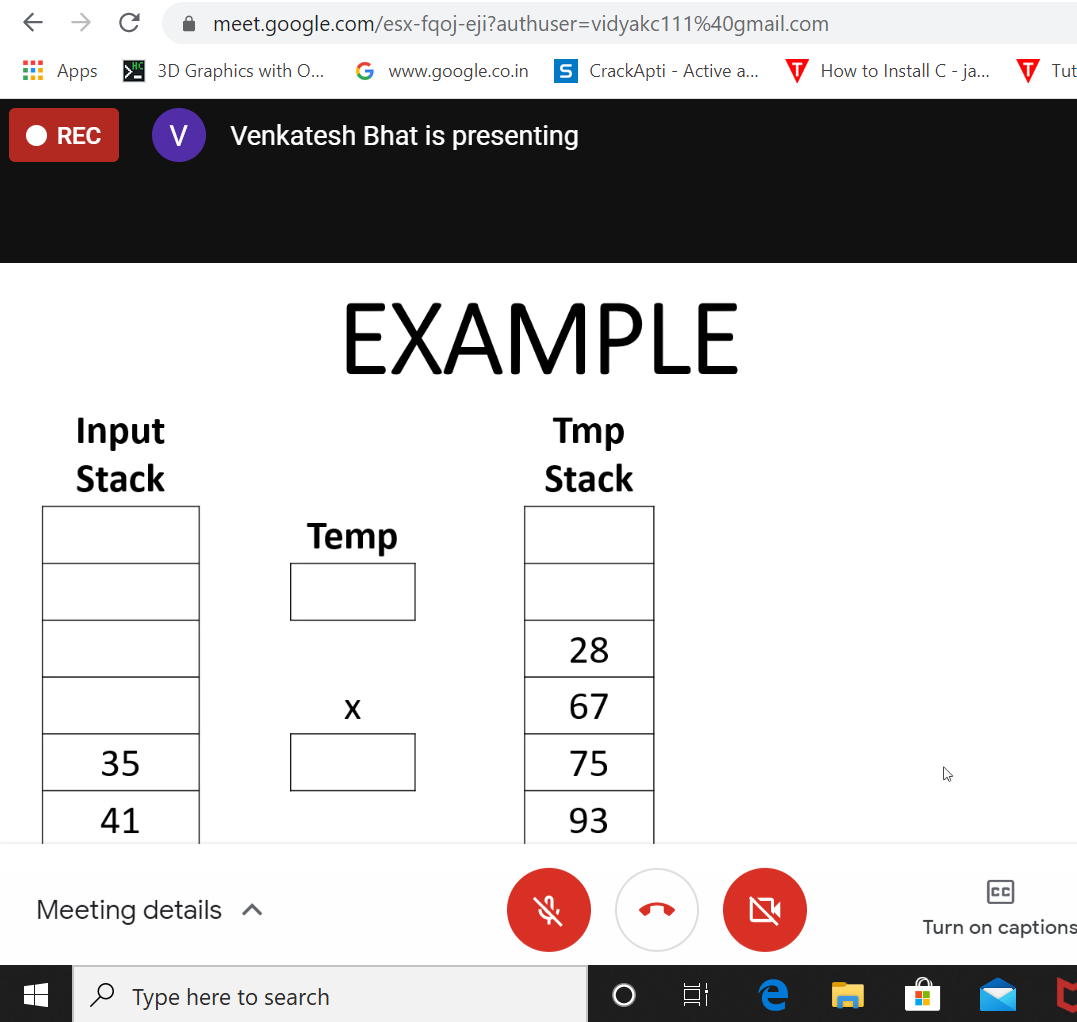 meet.google.com/esx-fqoj-eji?authuser=vidyakc111%40gmail.com
Apps 3D Graphics with O... www.google.co.in CrackApti - Active a... How to Install C - ja... Tut
REC V Venkatesh Bhat is presenting
EXAMPLE
Input
Stack
Temp
x
35
41
Tmp
Stack
28
67
75
93
Meeting details
CC
Turn on captions
Type here to search